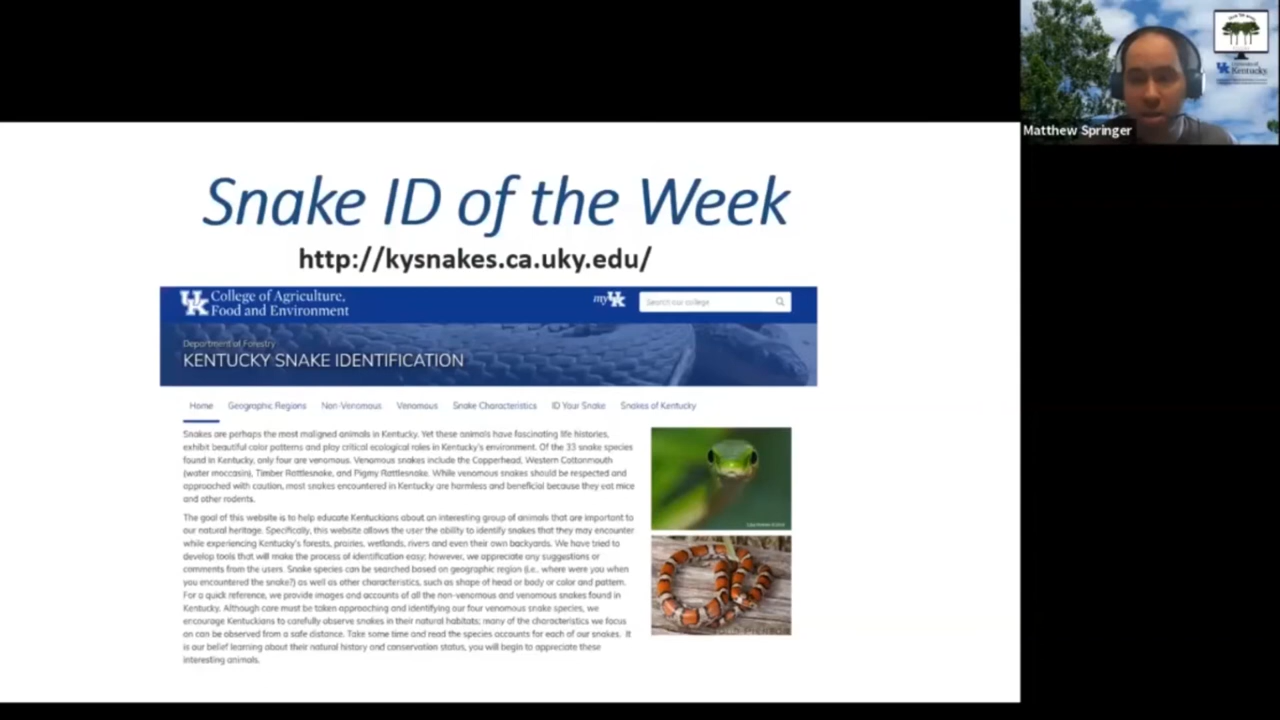 Snake ID of the Week
http://kysnakes.ca.uky.edu/
UK College of Agriculture,
Food and Environment
myUK
Search our college
Department of Forestry
KENTUCKY SNAKE IDENTIFICATION
Home Geographic Regions Non-Venomous Venomous Snake Characteristics ID Your Snake Snakes of Kentucky
Snakes are perhaps the most maligned animals in Kentucky. Yet these animals have fascinating life histories,
exhibit beautiful color patterns and play critical ecological roles in Kentucky's environment. Of the 33 snake species
found in Kentucky, only four are venomous. Venomous snakes include the Copperhead, Western Cottonmouth
(water moccasin), Timber Rattlesnake, and Pigmy Rattlesnake. While venomous snakes should be respected and
approached with caution, most snakes encountered in Kentucky are harmless and beneficial because they eat mice
and other rodents.
The goal of this website is to help educate Kentuckians about an interesting group of animals that are important to
our natural heritage. Specifically, this website allows the user the ability to identify snakes that they may encounter
while experiencing Kentucky's forests, prairies, wetlands, rivers and even their own backyards. We have tried to
develop tools that will make the process of identification easy; however, we appreciate any suggestions or
comments from the users. Snake species can be searched based on geographic region (i.e., where were you when
you encountered the snake?) as well as other characteristics, such as shape of head or body or color and pattern.
For a quick reference, we provide images and accounts of all the non-venomous and venomous snakes found in
Kentucky. Although care must be taken approaching and identifying our four venomous snake species, we
encourage Kentuckians to carefully observe snakes in their natural habitats; many of the characteristics we focus
on can be observed from a safe distance. Take some time and read the species accounts for each of our snakes. It
is our belief learning about their natural history and conservation status, you will begin to appreciate these
interesting animals.
UK Kentucky
Matthew Springer